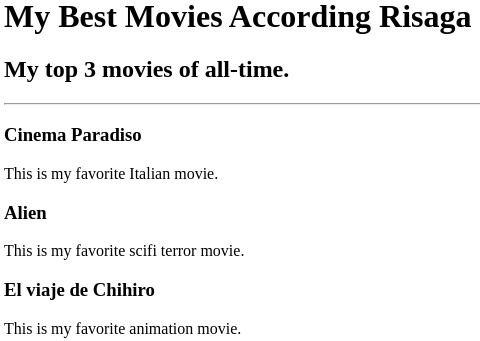 My Best Movies According Risaga
My top 3 movies of all-time.
Cinema Paradiso
This is my favorite Italian movie.
Alien
This is my favorite scifi terror movie.
El viaje de Chihiro
This is my favorite animation movie.